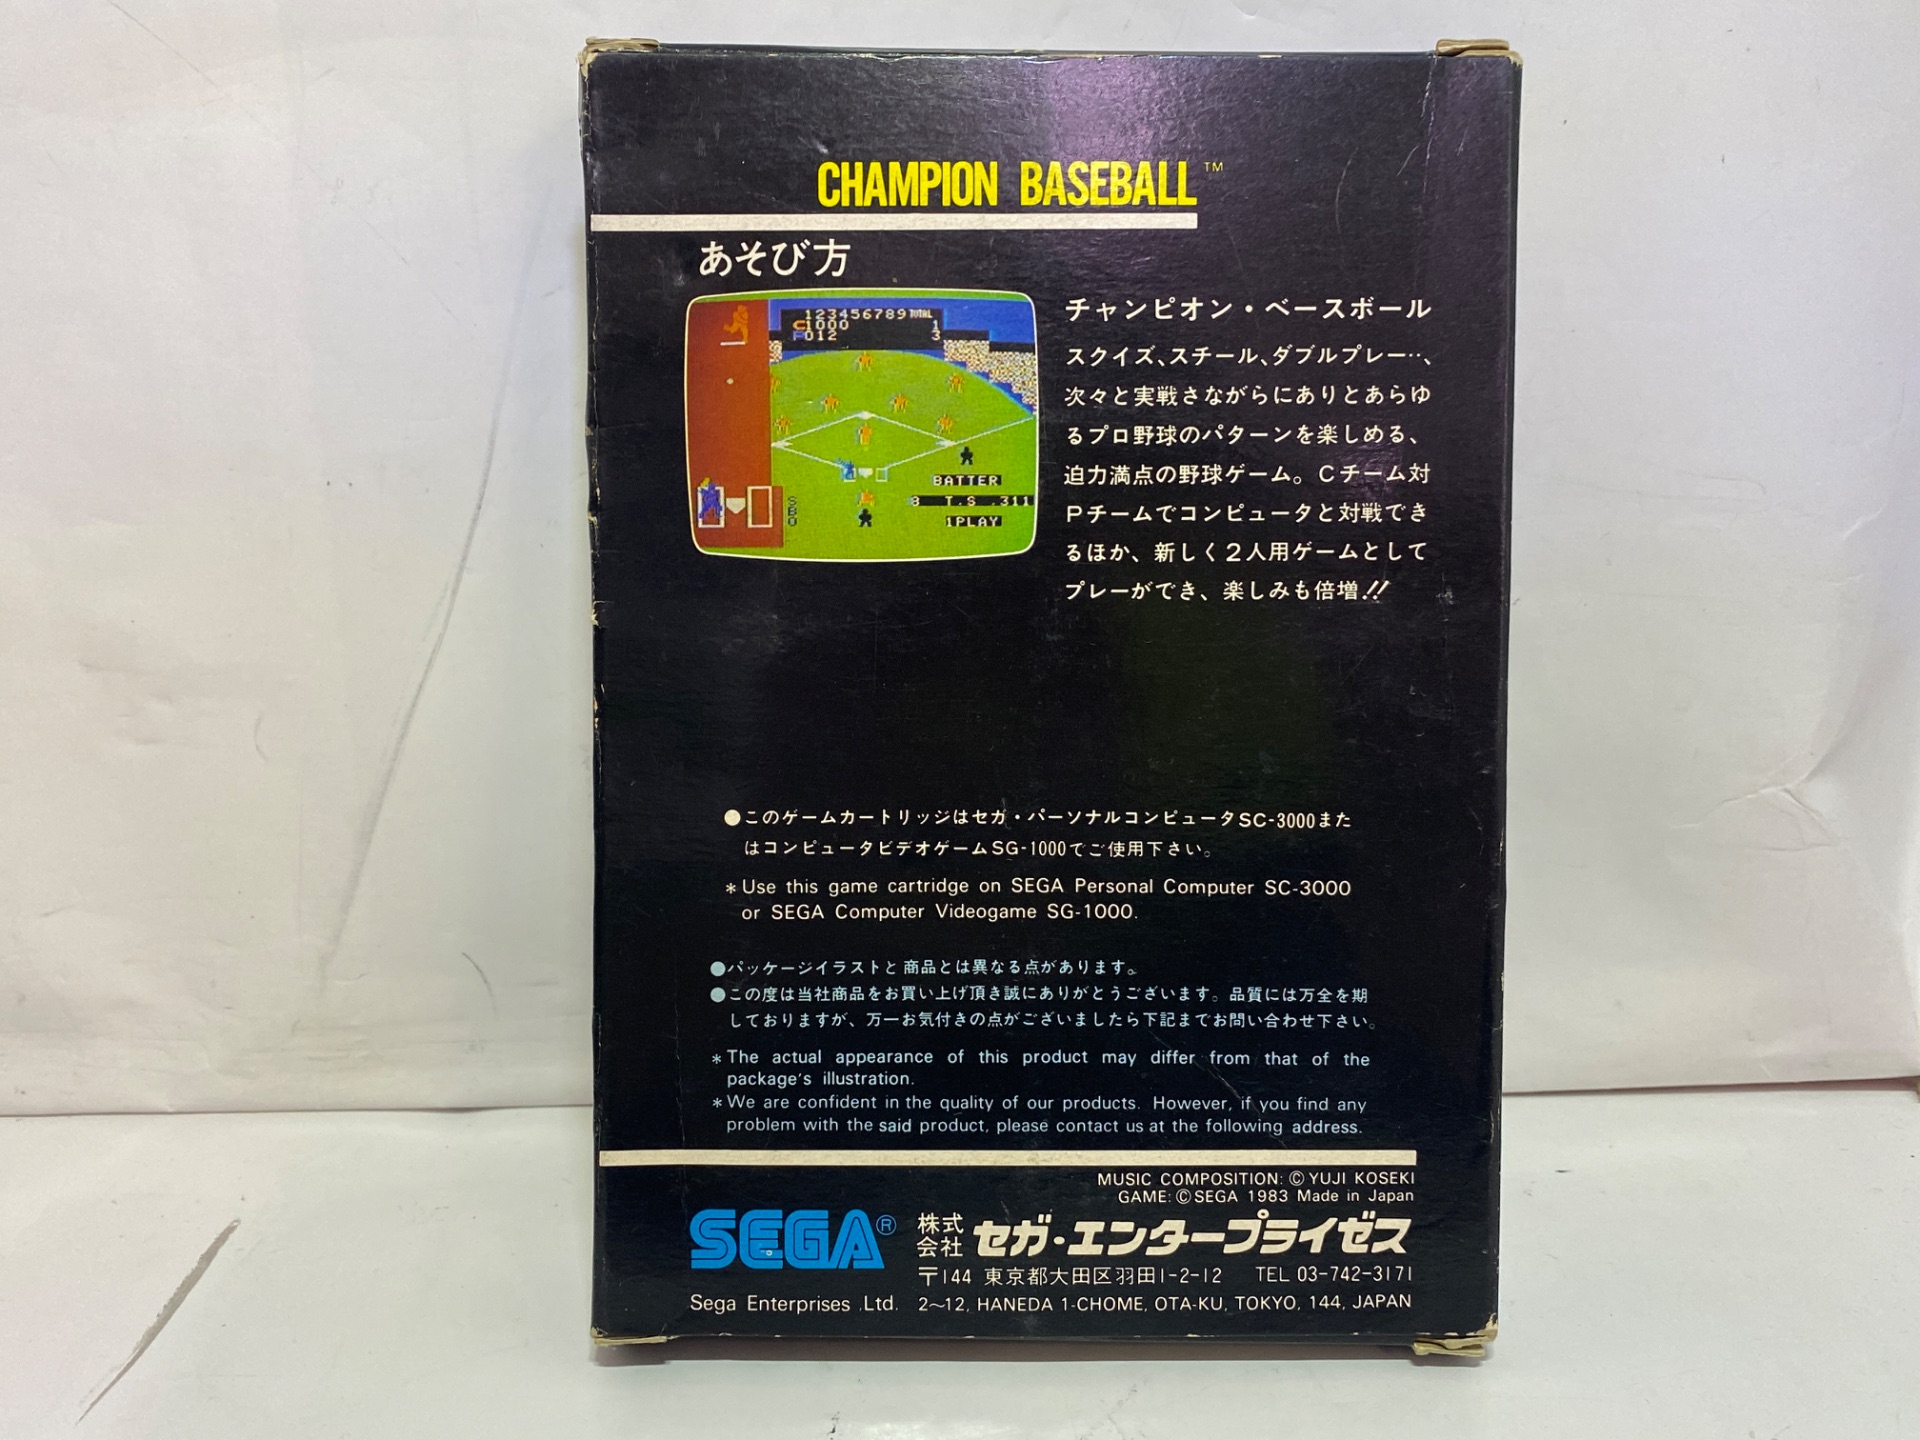 CHAMPION BASEBALL™
あそび方
123456789 TOTAL
C1000 1
P012 3
BATTER
8 T.S .311
1PLAY
S
B
O
チャンピオン・ベースボール
スクイズ、スチール、ダブルプレー‥、
次々と実戦さながらにありとあらゆ
るプロ野球のパターンを楽しめる、
迫力満点の野球ゲーム。Cチーム対
Pチームでコンピュータと対戦でき
るほか、新しく2人用ゲームとして
プレーができ、楽しみも倍増!!
●このゲームカートリッジはセガ・パーソナルコンピュータSC-3000また
はコンピュータビデオゲームSG-1000でご使用下さい。
*Use this game cartridge on SEGA Personal Computer SC-3000
or SEGA Computer Videogame SG-1000.
●パッケージイラストと商品とは異なる点があります。
●この度は当社商品をお買い上げ頂き誠にありがとうございます。品質には万全を期
しておりますが、万一お気付きの点がございましたら下記までお問い合わせ下さい。
*The actual appearance of this product may differ from that of the
package's illustration.
*We are confident in the quality of our products. However, if you find any
problem with the said product, please contact us at the following address.
MUSIC COMPOSITION: ©YUJI KOSEKI
GAME: ©SEGA 1983 Made in Japan
SEGA® 株式会社 セガ・エンタープライゼス
〒144 東京都大田区羽田1-2-12 TEL 03-742-3171
Sega Enterprises .Ltd. 2~12, HANEDA 1-CHOME, OTA-KU, TOKYO, 144, JAPAN